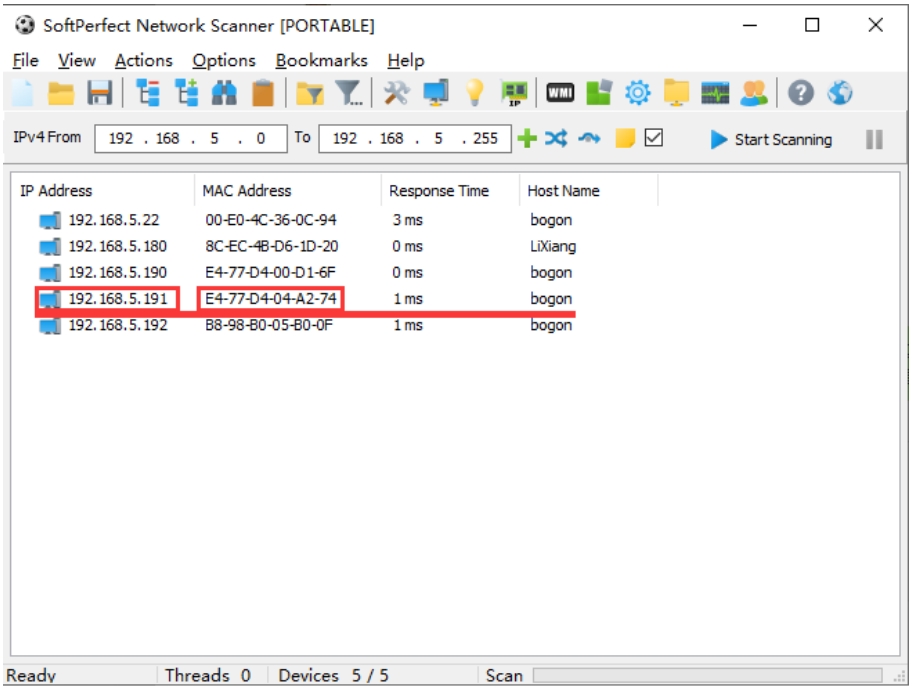 SoftPerfect Network Scanner [PORTABLE]
File View Actions Options Bookmarks Help
WMI IP
IPv4 From 192 . 168 . 5 . 0 To 192 . 168 . 5 . 255 Start Scanning
IP Address MAC Address Response Time Host Name
192.168.5.22 00-E0-4C-36-0C-94 3 ms bogon
192.168.5.180 8C-EC-4B-D6-1D-20 0 ms LiXiang
192.168.5.190 E4-77-D4-00-D1-6F 0 ms bogon
192.168.5.191 E4-77-D4-04-A2-74 1 ms bogon
192.168.5.192 B8-98-B0-05-B0-0F 1 ms bogon
Ready Threads 0 Devices 5 / 5 Scan